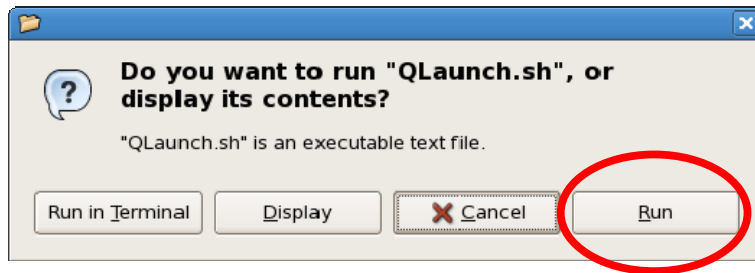 Do you want to run "QLaunch.sh", or
display its contents?
"QLaunch.sh" is an executable text file.
Run in Terminal Display Cancel Run